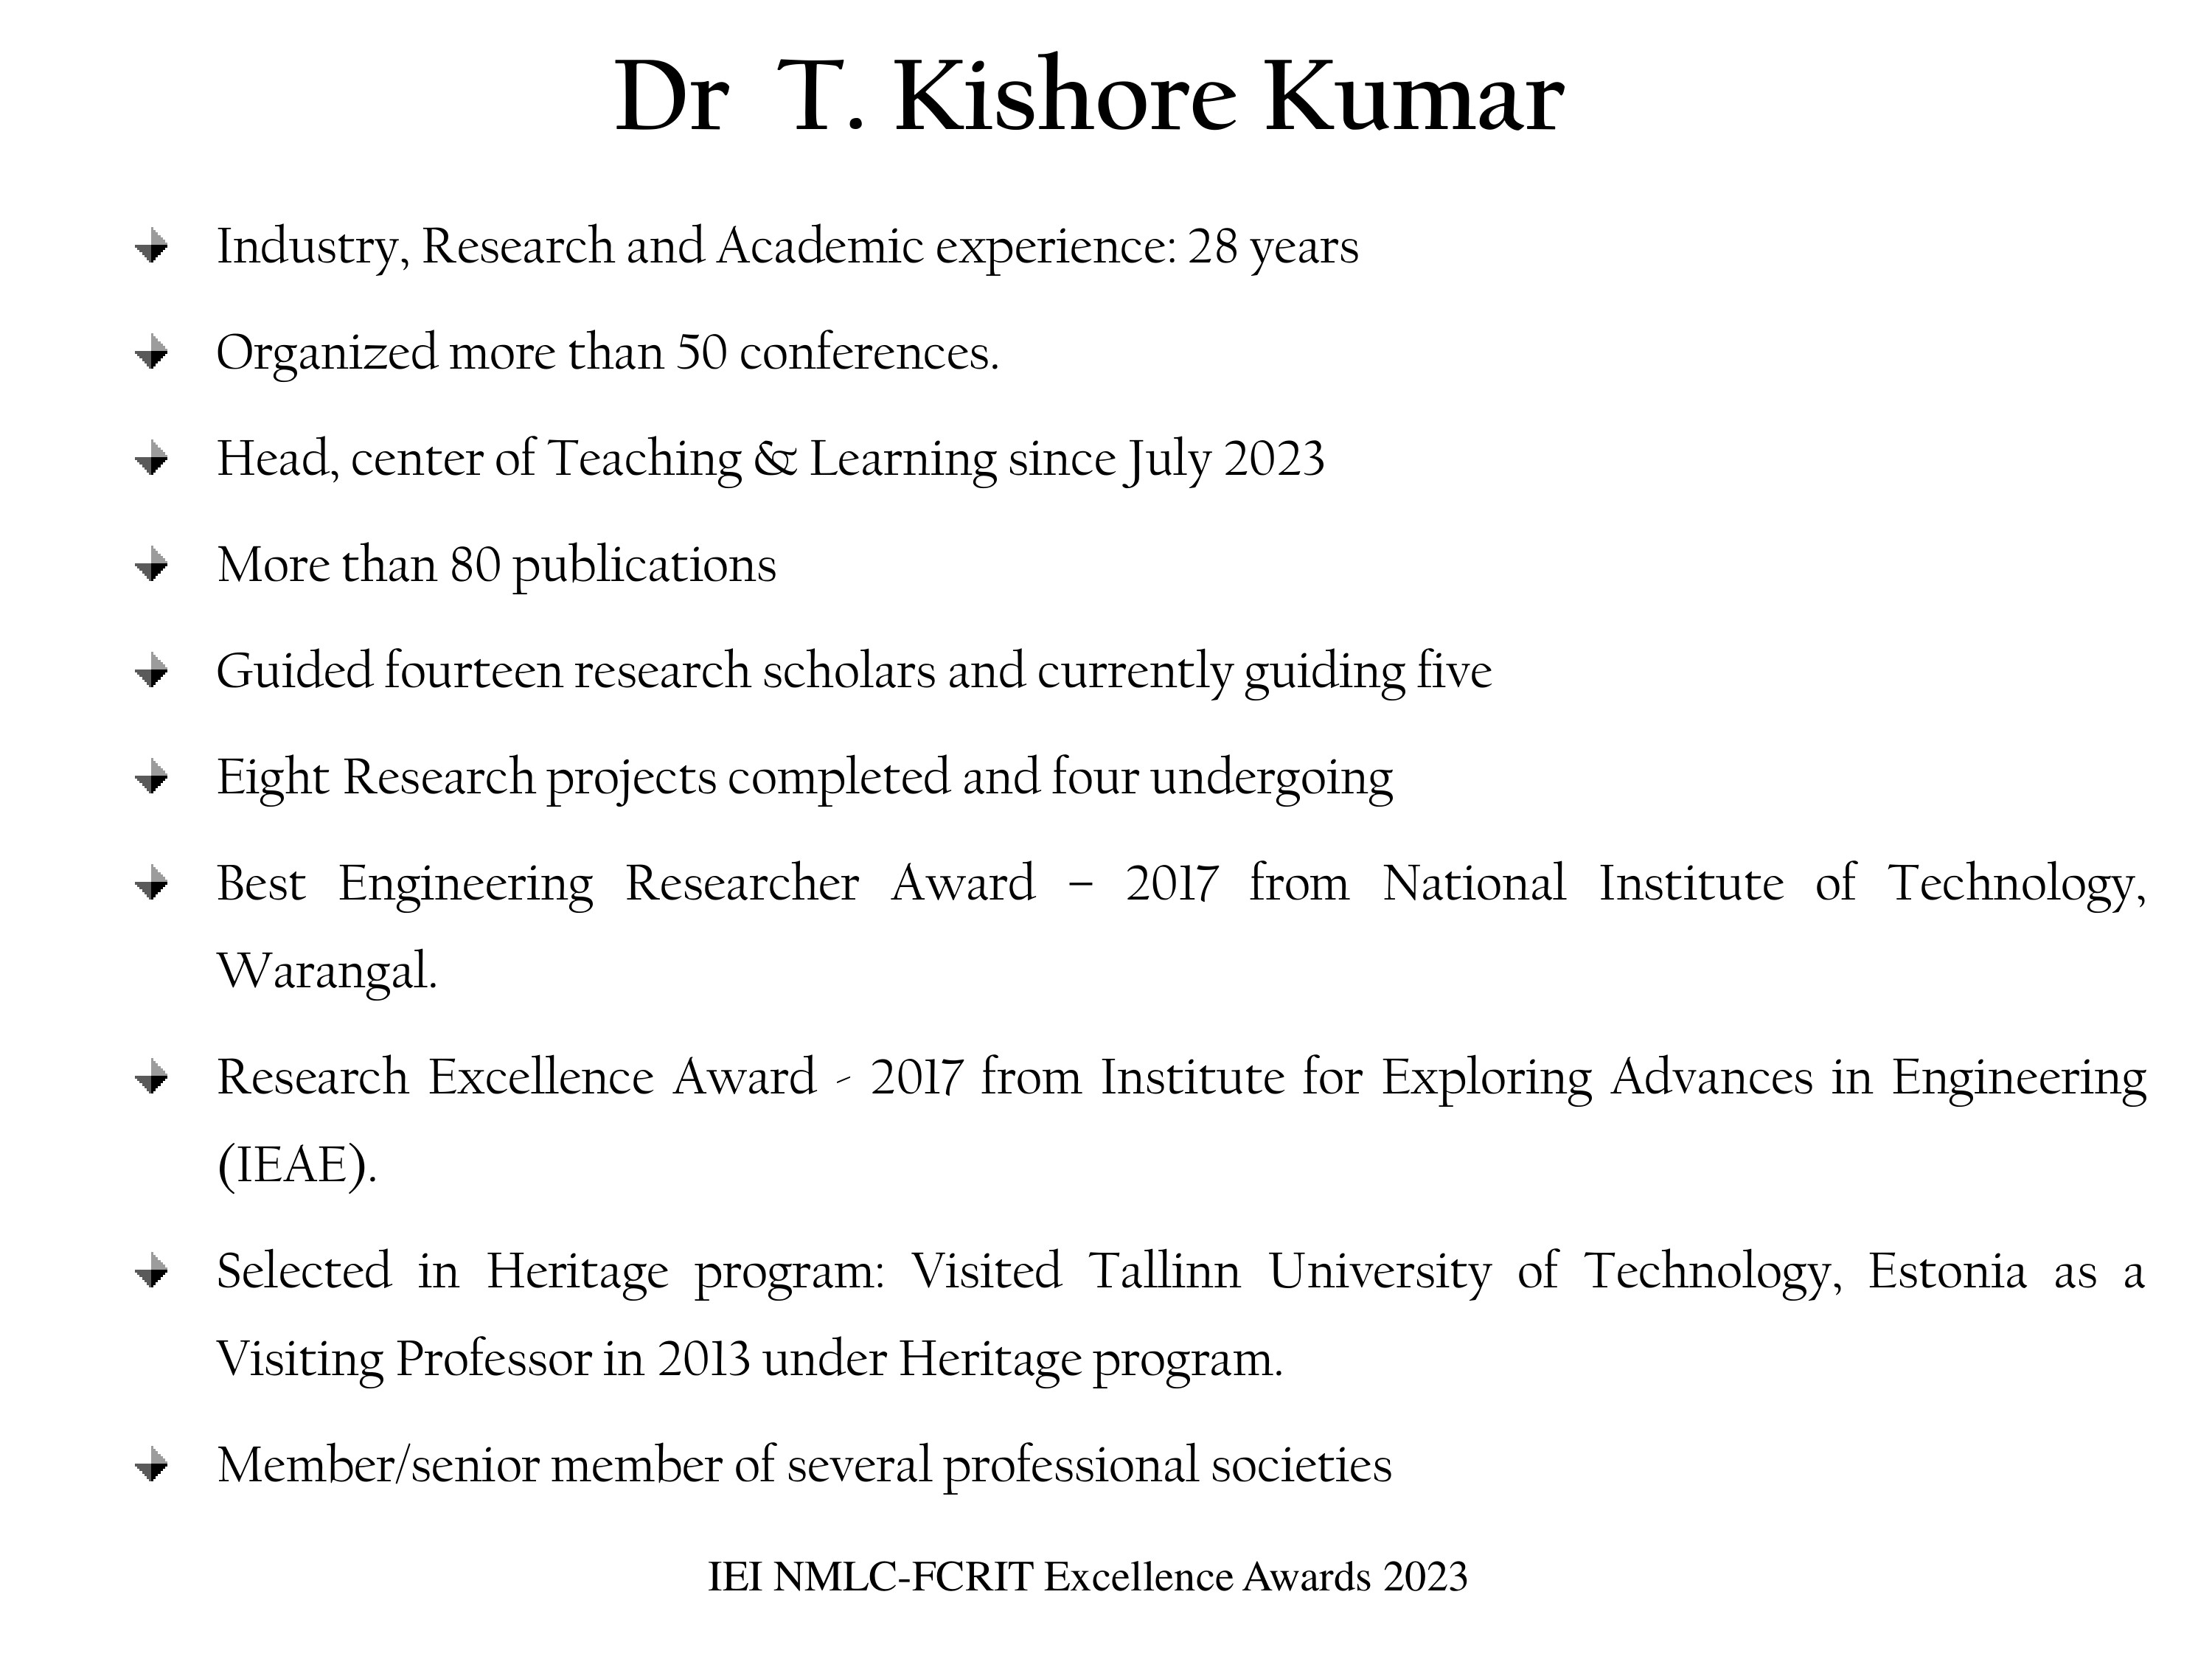 Dr T. Kishore Kumar
Industry, Research and Academic experience: 28 years
Organized more than 50 conferences.
Head, center of Teaching & Learning since July 2023
More than 80 publications
Guided fourteen research scholars and currently guiding five
Eight Research projects completed and four undergoing
Best Engineering Researcher Award – 2017 from National Institute of Technology,
Warangal.
Research Excellence Award - 2017 from Institute for Exploring Advances in Engineering
(IEAE).
Selected in Heritage program: Visited Tallinn University of Technology, Estonia as a
Visiting Professor in 2013 under Heritage program.
Member/senior member of several professional societies
IEI NMLC-FCRIT Excellence Awards 2023